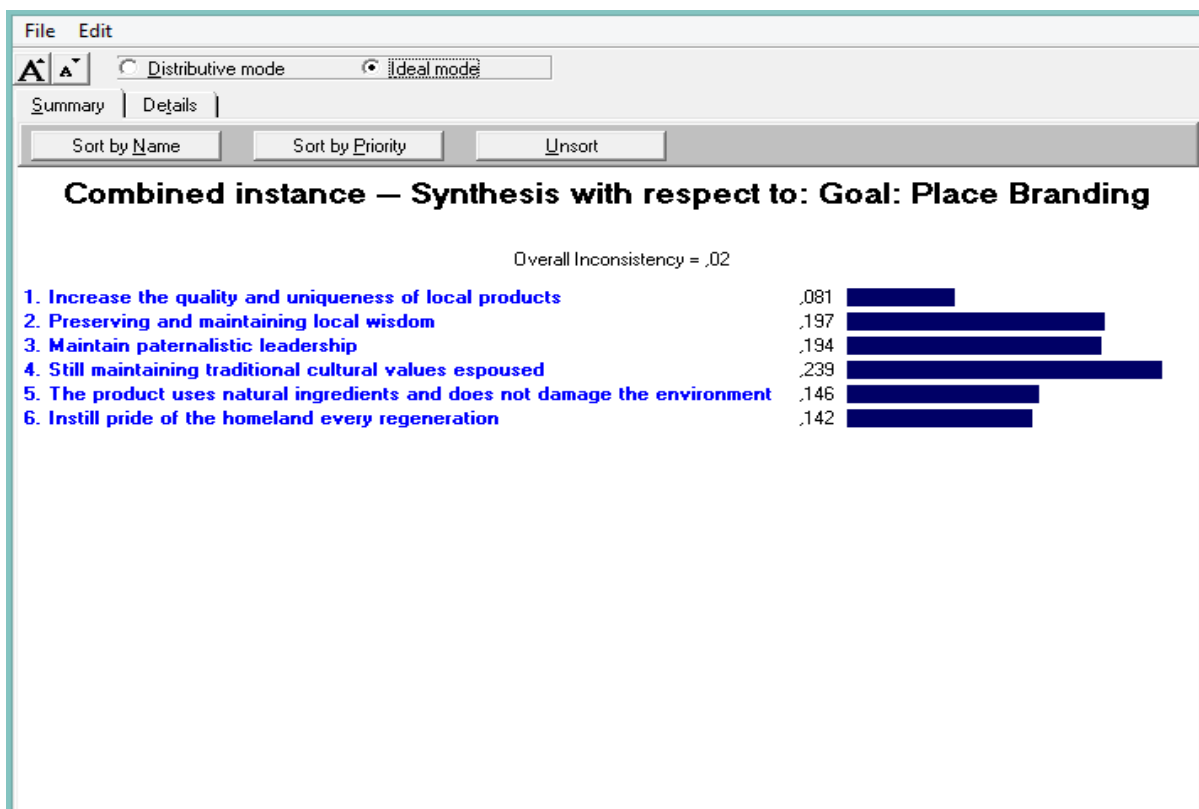 File Edit
A A Distributive mode Ideal mode
Summary Details
Sort by Name Sort by Priority Unsort
Combined instance – Synthesis with respect to: Goal: Place Branding
Overall Inconsistency = ,02
1. Increase the quality and uniqueness of local products ,081
2. Preserving and maintaining local wisdom ,197
3. Maintain paternalistic leadership ,194
4. Still maintaining traditional cultural values espoused ,239
5. The product uses natural ingredients and does not damage the environment ,146
6. Instill pride of the homeland every regeneration ,142